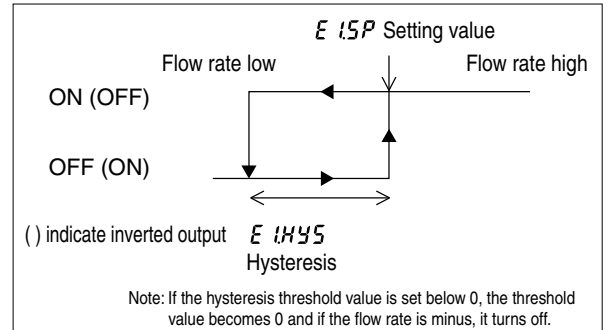 E1.SP Setting value
Flow rate low
Flow rate high
ON (OFF)
OFF (ON)
( ) indicate inverted output E1.HYS
Hysteresis
Note: If the hysteresis threshold value is set below 0, the threshold
value becomes 0 and if the flow rate is minus, it turns off.